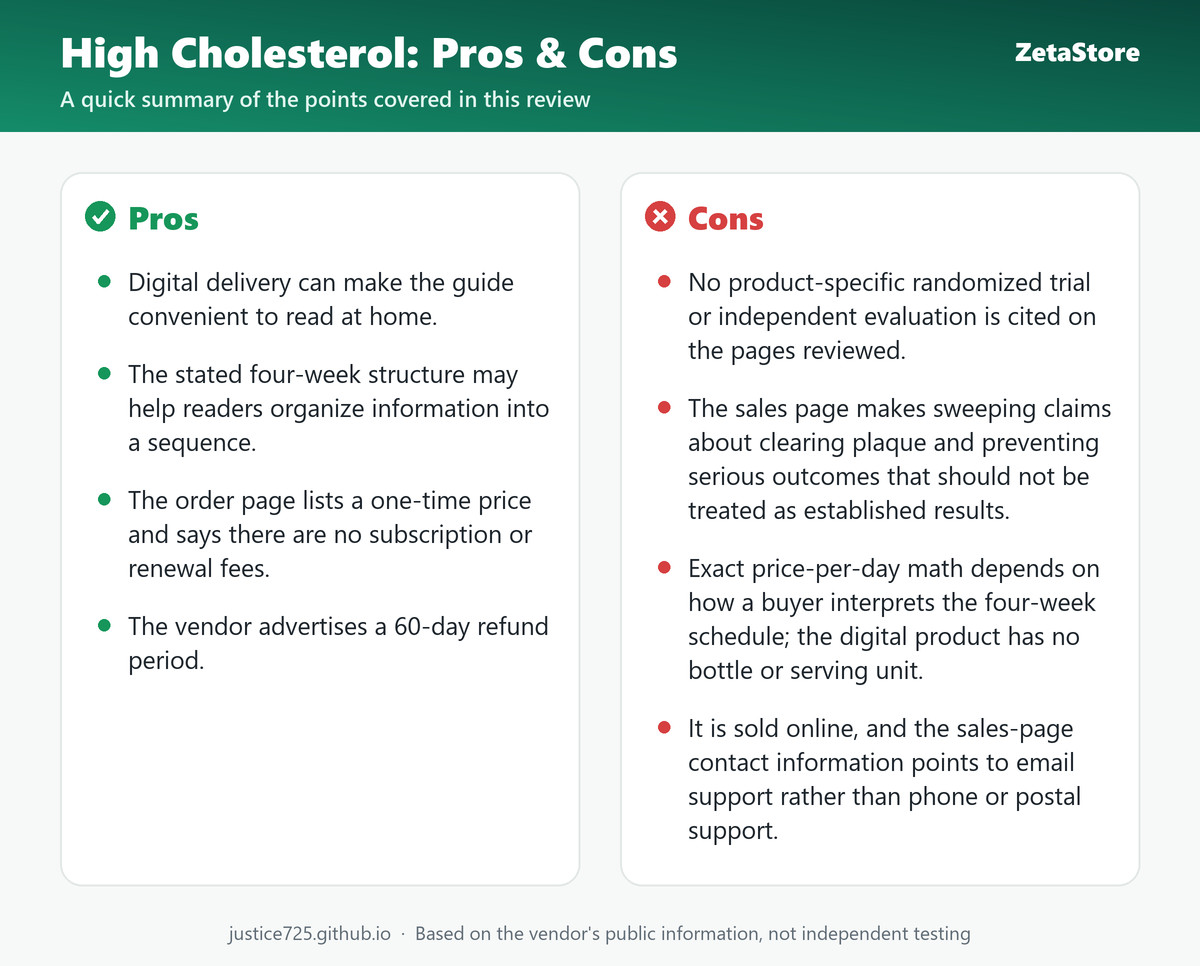 High Cholesterol: Pros & Cons
ZetaStore
A quick summary of the points covered in this review
Pros
Digital delivery can make the guide
convenient to read at home.
The stated four-week structure may
help readers organize information into
a sequence.
The order page lists a one-time price
and says there are no subscription or
renewal fees.
The vendor advertises a 60-day refund
period.
Cons
No product-specific randomized trial
or independent evaluation is cited on
the pages reviewed.
The sales page makes sweeping claims
about clearing plaque and preventing
serious outcomes that should not be
treated as established results.
Exact price-per-day math depends on
how a buyer interprets the four-week
schedule; the digital product has no
bottle or serving unit.
It is sold online, and the sales-page
contact information points to email
support rather than phone or postal
support.
justice725.github.io · Based on the vendor's public information, not independent testing